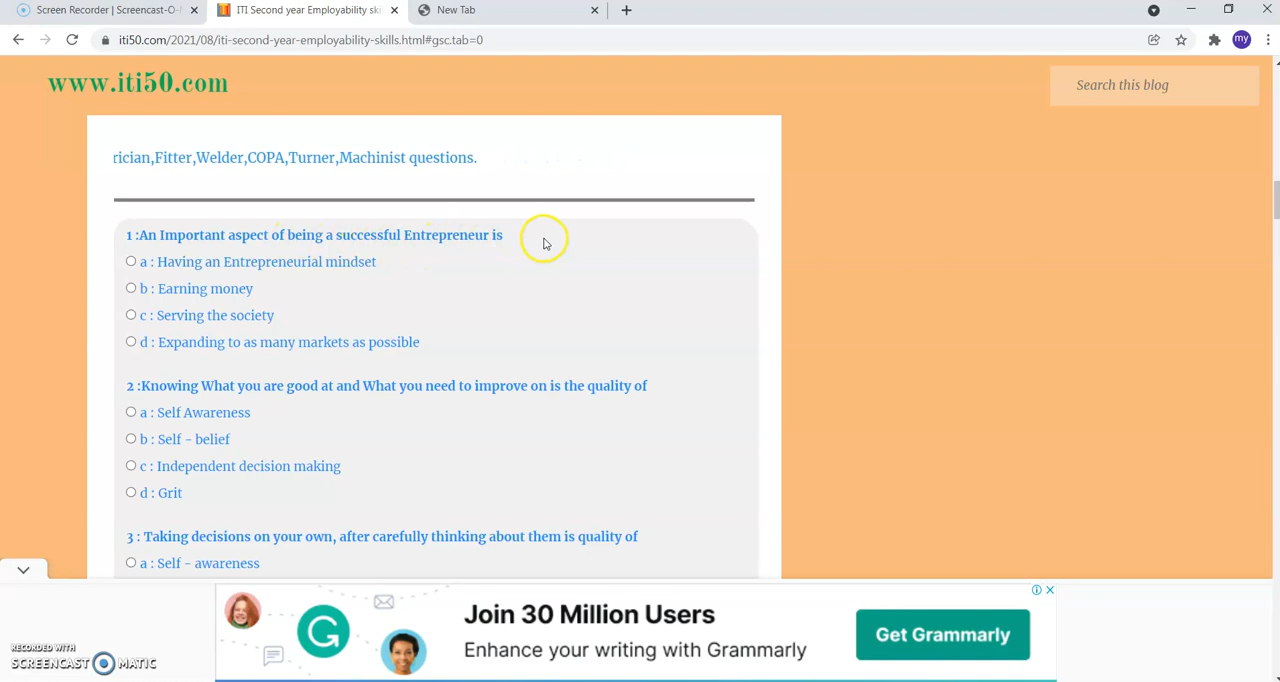 Screen Recorder | Screencast-O-
ITI Second year Employability ski
New Tab
iti50.com/2021/08/iti-second-year-employability-skills.html#gsc.tab=0
my
www.iti50.com
Search this blog
rician,Fitter,Welder,COPA,Turner,Machinist questions.
1 :An Important aspect of being a successful Entrepreneur is
a : Having an Entrepreneurial mindset
b : Earning money
c : Serving the society
d : Expanding to as many markets as possible
2 :Knowing What you are good at and What you need to improve on is the quality of
a : Self Awareness
b : Self - belief
c : Independent decision making
d : Grit
3 : Taking decisions on your own, after carefully thinking about them is quality of
a : Self - awareness
Join 30 Million Users
Enhance your writing with Grammarly
Get Grammarly
RECORDED WITH
SCREENCAST MATIC